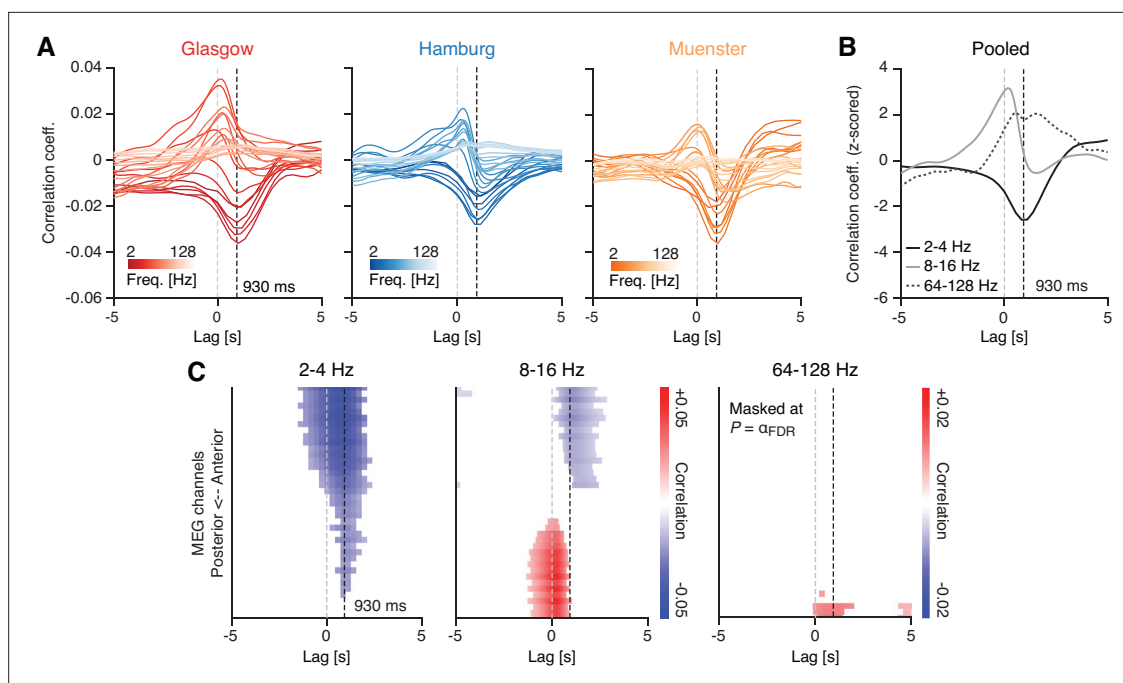 A
Glasgow
Hamburg
Muenster
B
Pooled
Correlation coeff.
0.04
0.02
0
-0.02
-0.04
-0.06
2 128
Freq. [Hz]
930 ms
2 128
Freq. [Hz]
2 128
Freq. [Hz]
-5 0 5
Lag [s]
-5 0 5
Lag [s]
-5 0 5
Lag [s]
Correlation coeff. (z-scored)
4
2
0
-2
-4
-6
2-4 Hz
8-16 Hz
64-128 Hz
930 ms
-5 0 5
Lag [s]
C
2-4 Hz
8-16 Hz
64-128 Hz
MEG channels
Posterior <-- Anterior
930 ms
-5 0 5
Lag [s]
-5 0 5
Lag [s]
+0.05
Correlation
-0.05
Masked at
P = αFDR
-5 0 5
Lag [s]
+0.02
Correlation
-0.02